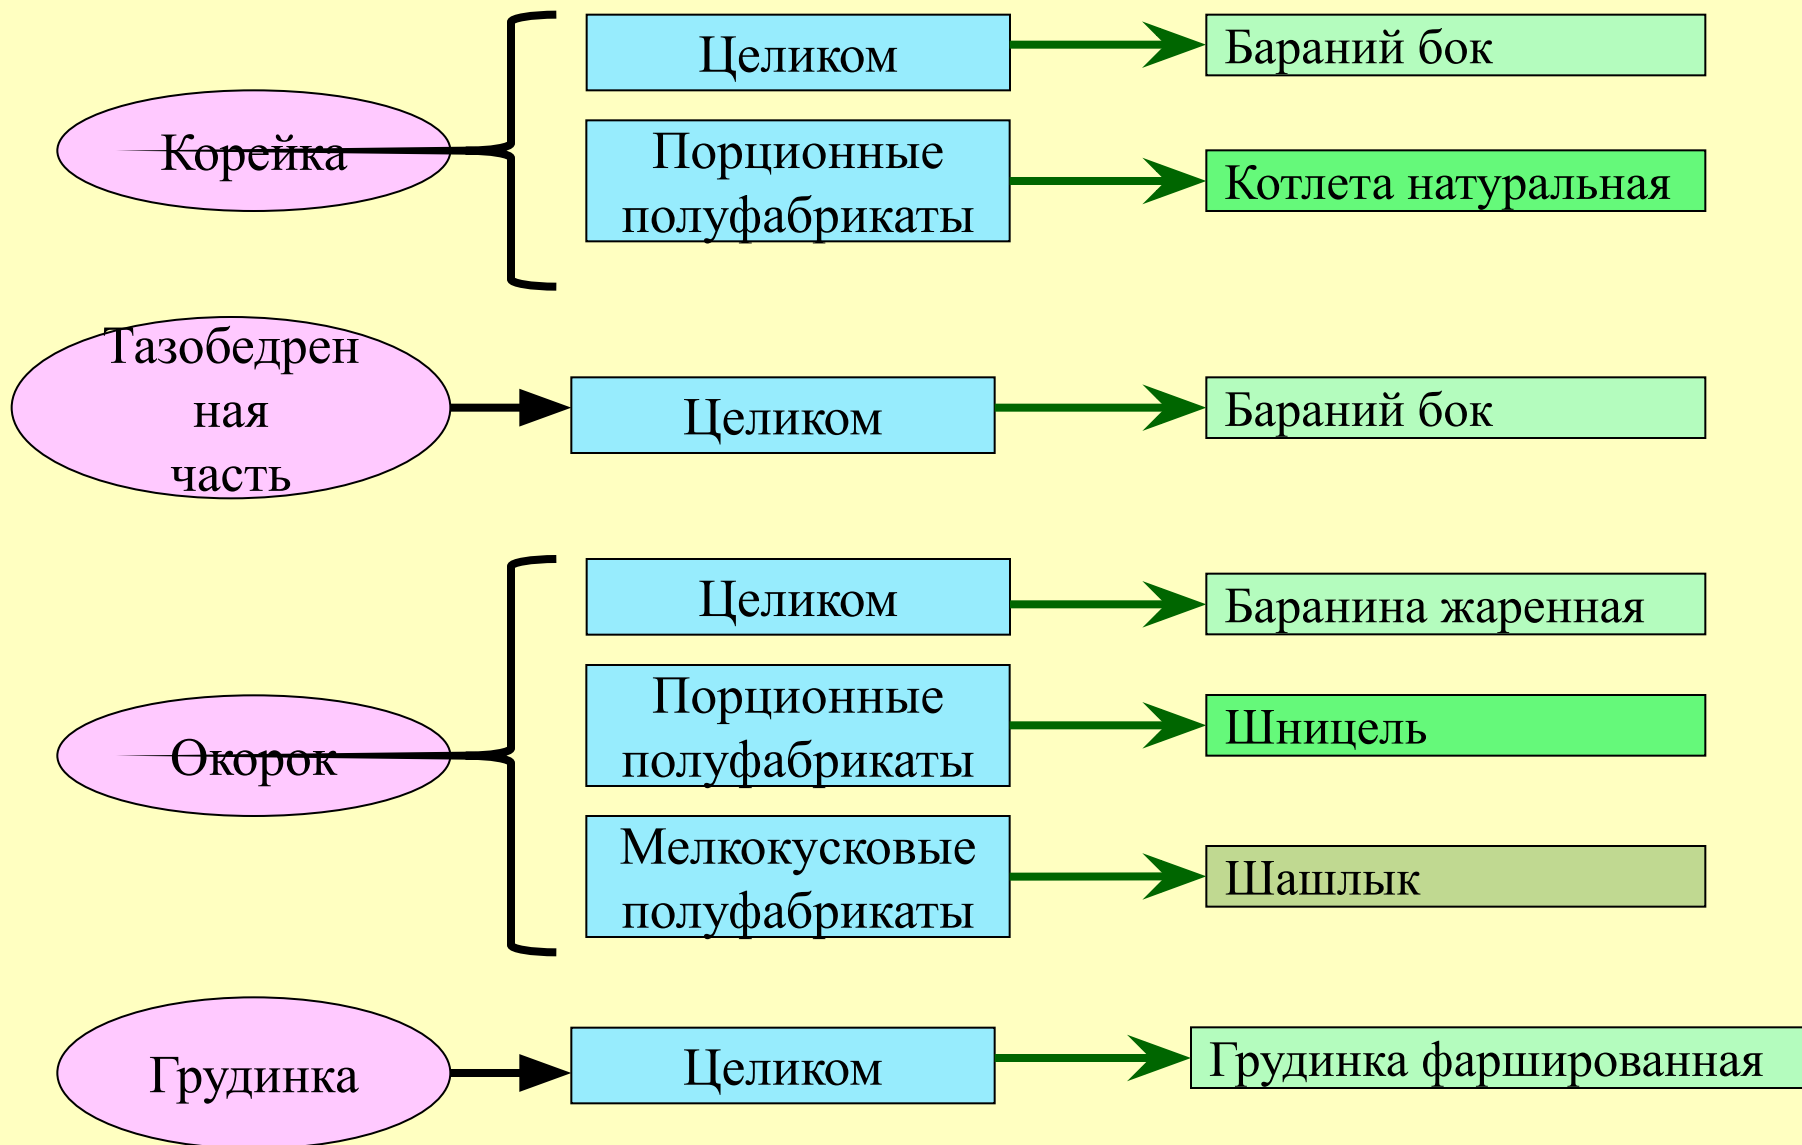 Корейка
Целиком
Бараний бок
Порционные
полуфабрикаты
Котлета натуральная
Тазобедрен
ная
часть
Целиком
Бараний бок
Окорок
Целиком
Баранина жаренная
Порционные
полуфабрикаты
Шницель
Мелкокусковые
полуфабрикаты
Шашлык
Грудинка
Целиком
Грудинка фаршированная